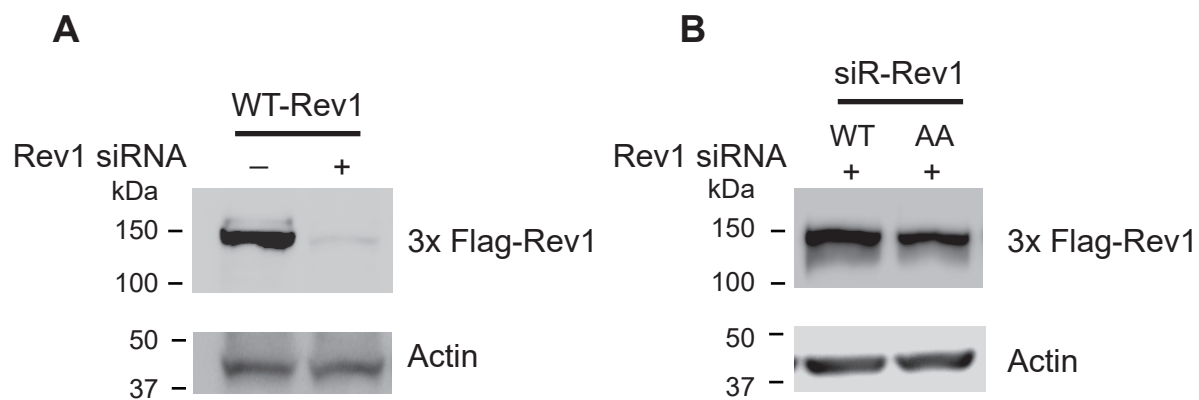 A
WT-Rev1
Rev1 siRNA – +
kDa
150 –
100 –
3x Flag-Rev1
50 –
37 –
Actin
B
siR-Rev1
WT AA
Rev1 siRNA + +
kDa
150 –
100 –
3x Flag-Rev1
50 –
37 –
Actin